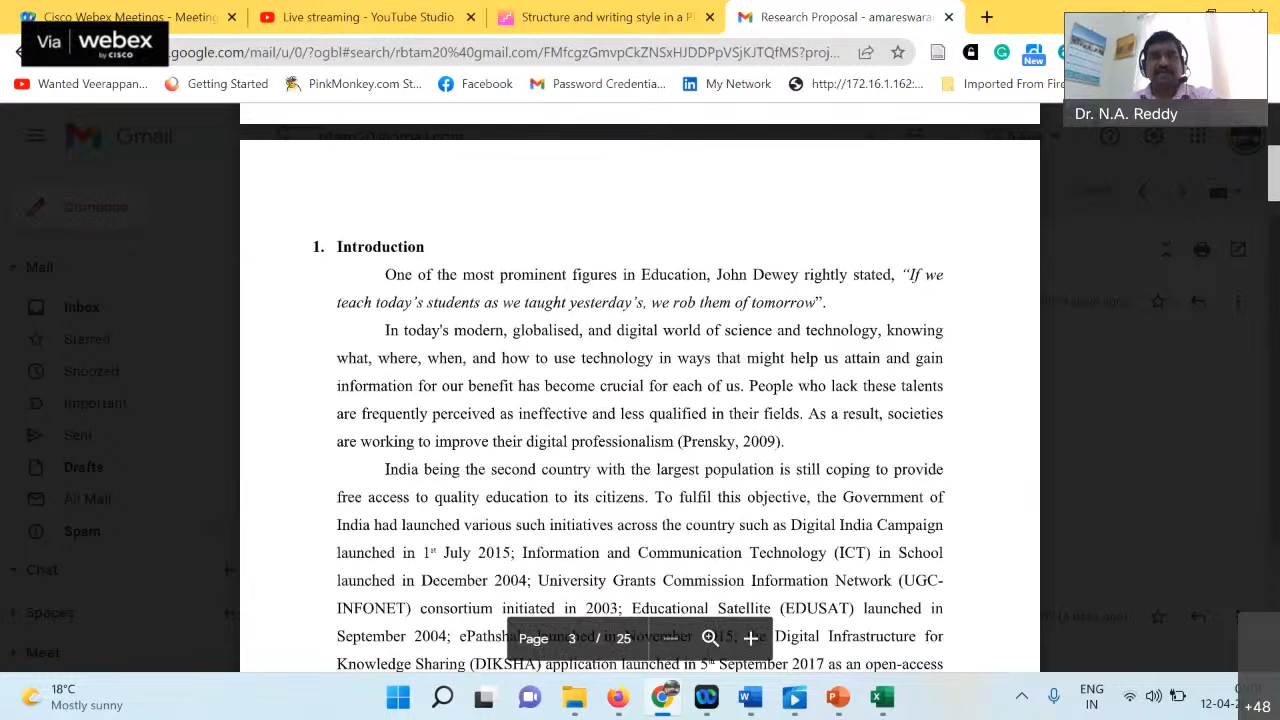 Via webex
by CISCO
YouTube
Structure and victim
Research Proposal - amareswar
.google.com/mail/u/0/?ogbl#search/rbtam20%40gmail.com/
New
Wanted Veerappan...
Getting Started
PinkMonkey.com-St...
Facebook
Password Credentia...
My Network
http://172.16.1.162:...
Imported From
Dr. N.A. Reddy
Gmail
Compose
Mail
Inbox
Starred
Snoozed
Important
Sent
Drafts
All Mail
Spam
Chat
Spaces
Meet
1. Introduction
One of the most prominent figures in Education, John Dewey rightly stated, “If we
teach today’s students as we taught yesterday’s, we rob them of tomorrow”.
In today's modern, globalised, and digital world of science and technology, knowing
what, where, when, and how to use technology in ways that might help us attain and gain
information for our benefit has become crucial for each of us. People who lack these talents
are frequently perceived as ineffective and less qualified in their fields. As a result, societies
are working to improve their digital professionalism (Prensky, 2009).
India being the second country with the largest population is still coping to provide
free access to quality education to its citizens. To fulfil this objective, the Government of
India had launched various such initiatives across the country such as Digital India Campaign
launched in 1st July 2015; Information and Communication Technology (ICT) in School
launched in December 2004; University Grants Commission Information Network (UGC-
INFONET) consortium initiated in 2003; Educational Satellite (EDUSAT) launched in
September 2004; ePathshala launched in November 2015; the Digital Infrastructure for
Knowledge Sharing (DIKSHA) application launched in 5th September 2017 as an open-access
Page 3 / 25
18°C
Mostly sunny
ENG
IN
12-04-2
+48